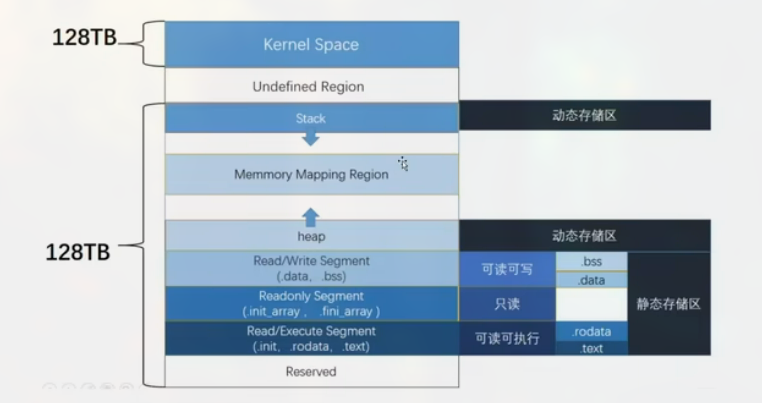 128TB
Kernel Space
Undefined Region
Stack
动态存储区
Memmory Mapping Region
128TB
heap
动态存储区
Read/Write Segment
(.data, .bss)
可读可写
.bss
.data
Readonly Segment
(.init_array , .fini_array )
只读
静态存储区
Read/Execute Segment
(.init, .rodata, .text)
可读可执行
.rodata
.text
Reserved